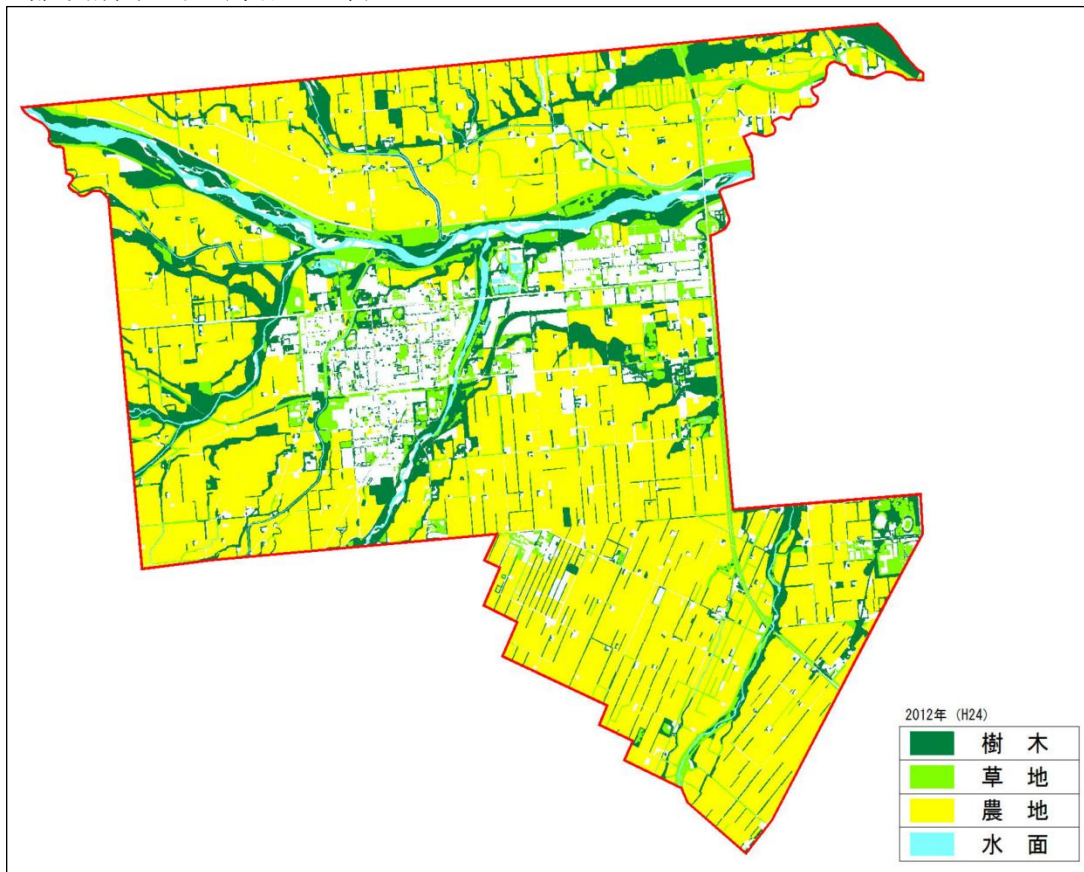 2012年 (H24)
樹 木
草 地
農 地
水 面